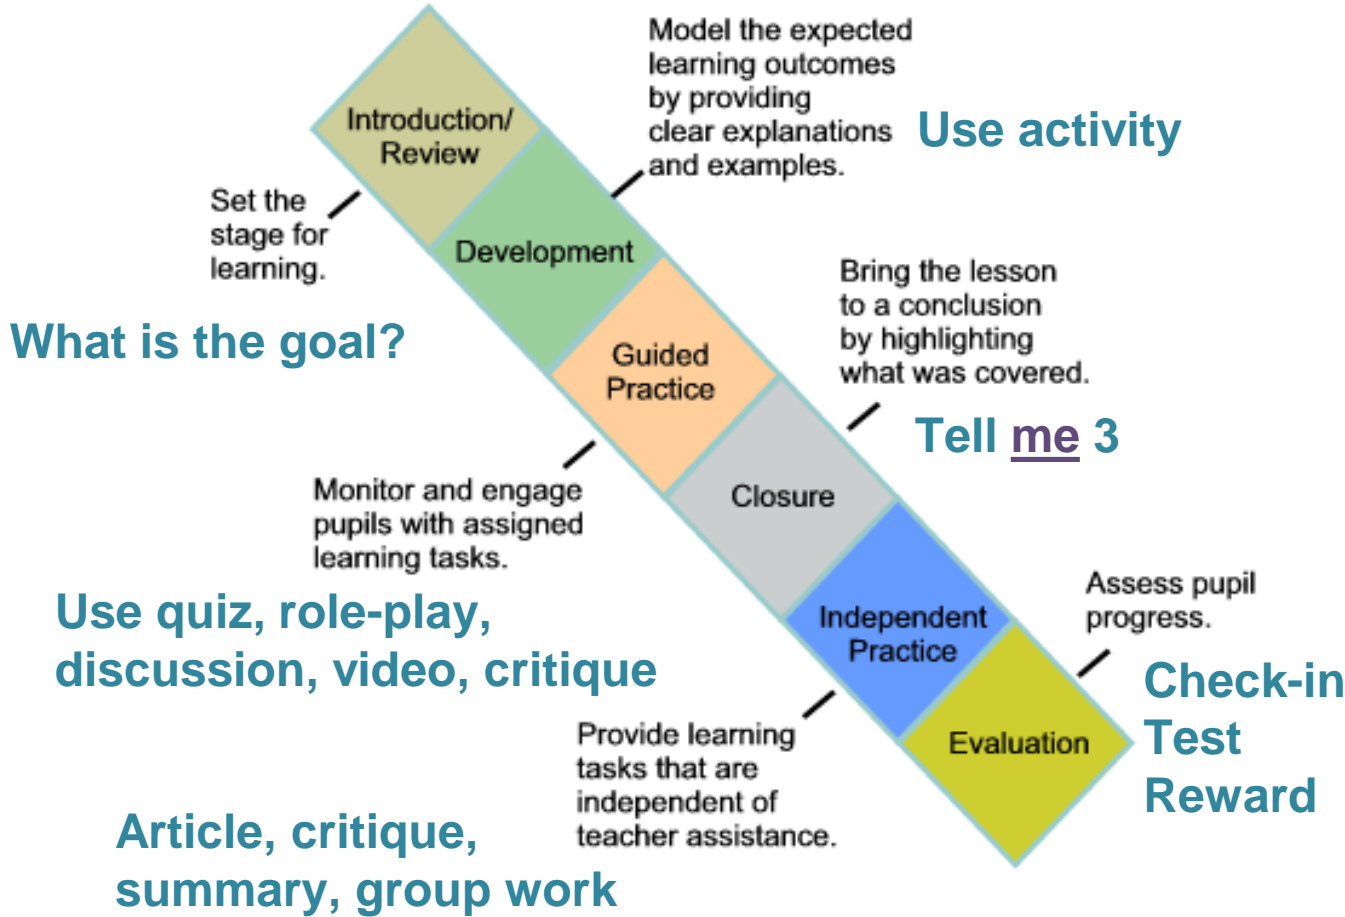 Introduction/
Review
Set the
stage for
learning.
What is the goal?
Development
Model the expected
learning outcomes
by providing
clear explanations
and examples.
Use activity
Guided
Practice
Monitor and engage
pupils with assigned
learning tasks.
Use quiz, role-play,
discussion, video, critique
Closure
Bring the lesson
to a conclusion
by highlighting
what was covered.
Tell me 3
Independent
Practice
Provide learning
tasks that are
independent of
teacher assistance.
Article, critique,
summary, group work
Evaluation
Assess pupil
progress.
Check-in
Test
Reward